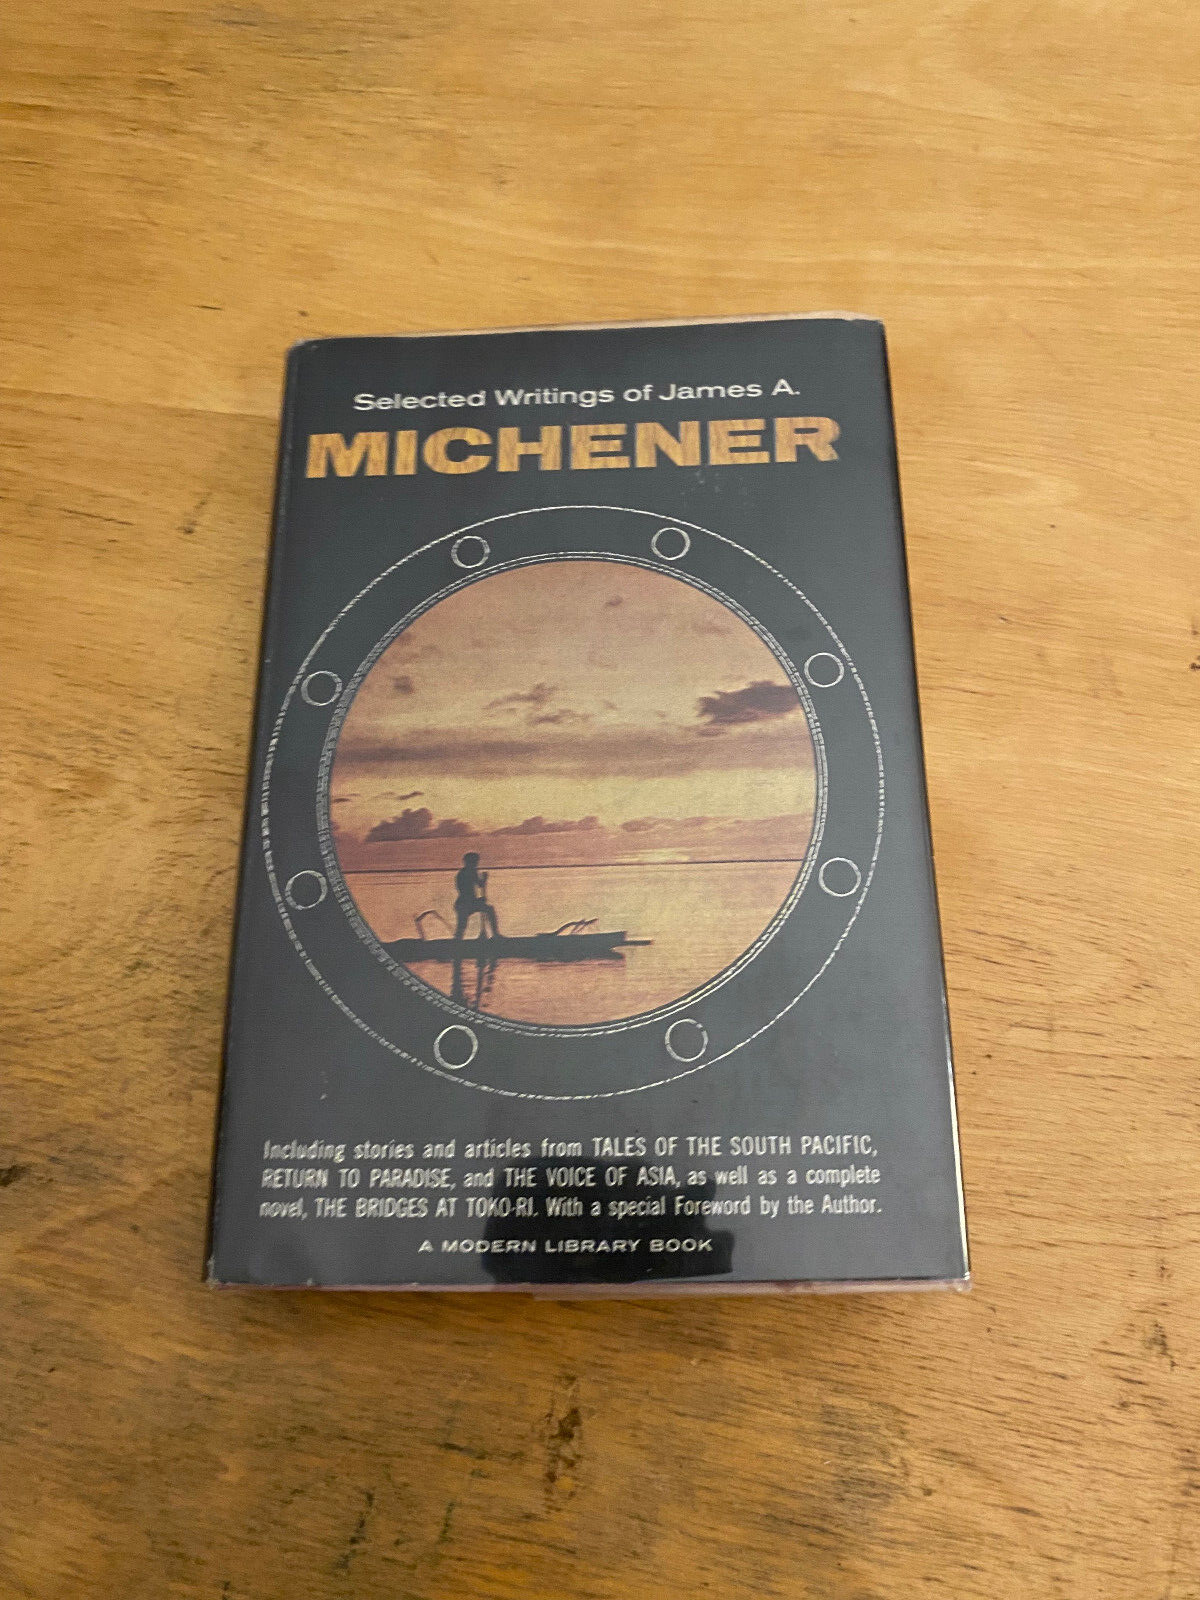 Selected Writings of James A.
MICHENER
Including stories and articles from TALES OF THE SOUTH PACIFIC,
RETURN TO PARADISE, and THE VOICE OF ASIA, as well as a complete
novel, THE BRIDGES AT TOKO-RI. With a special Foreword by the Author.
A MODERN LIBRARY BOOK